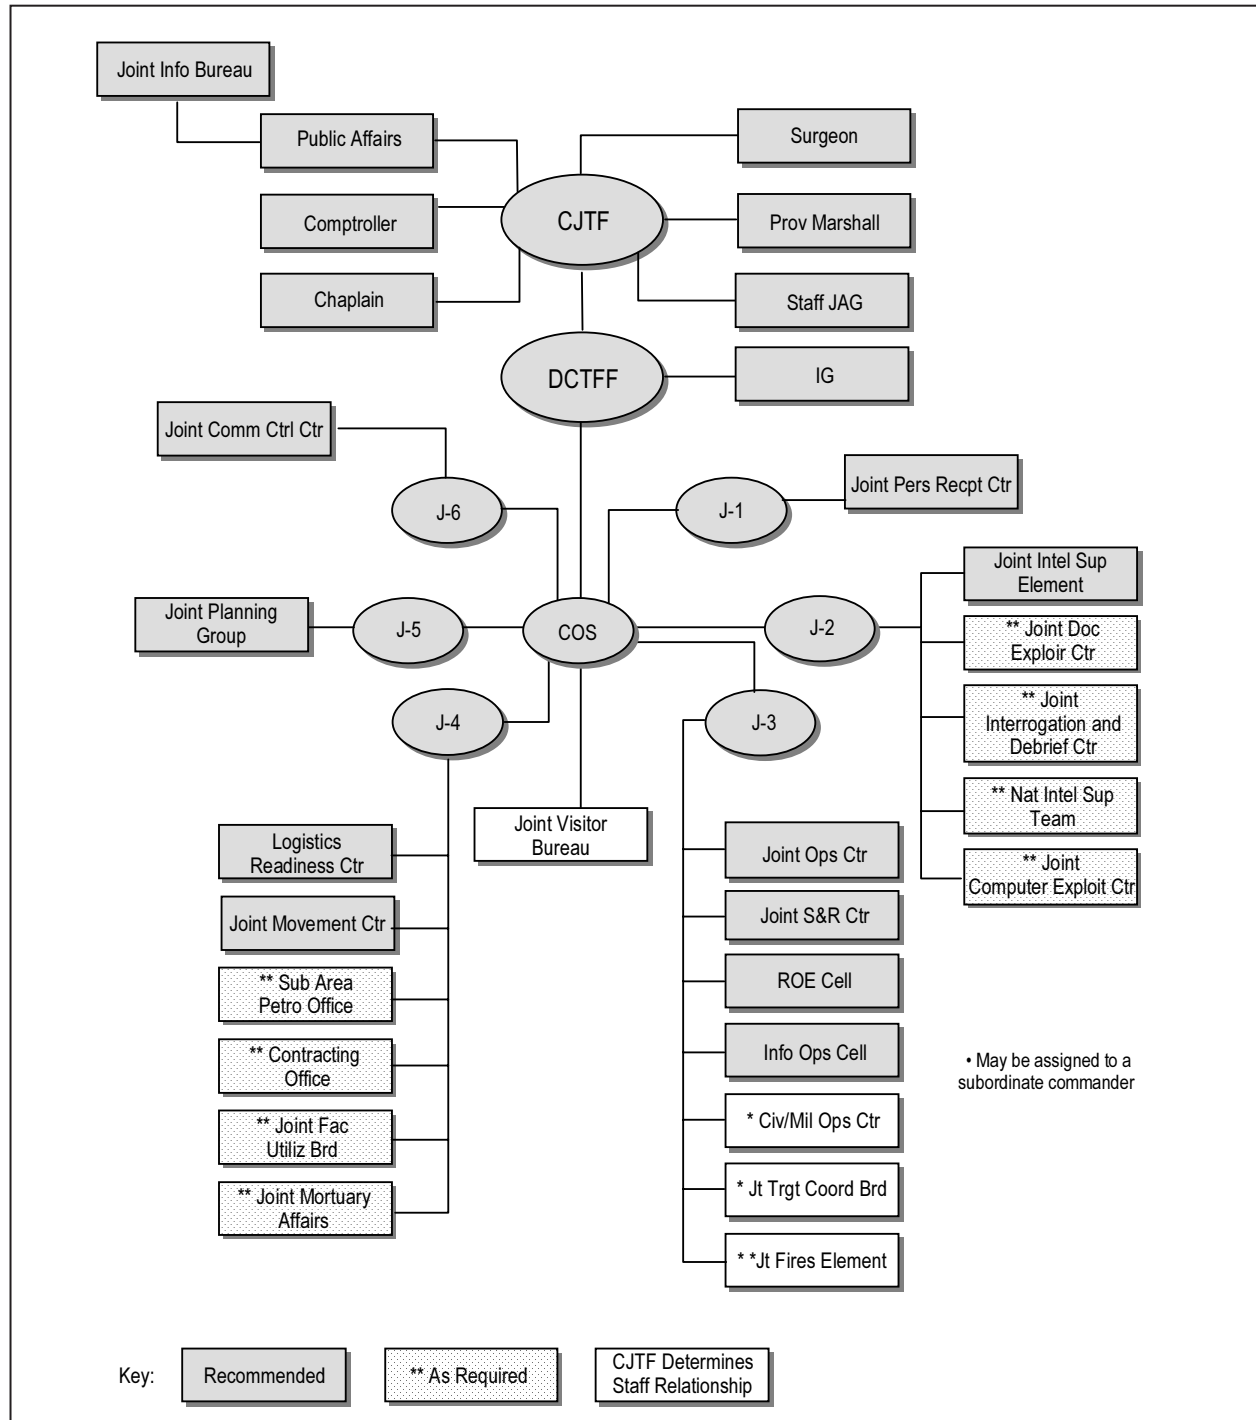 Joint Info Bureau
Public Affairs
Surgeon
Comptroller
CJTF
Prov Marshall
Chaplain
Staff JAG
DCTFF
IG
Joint Comm Ctrl Ctr
J-6
J-1
Joint Pers Recpt Ctr
Joint Planning
Group
J-5
COS
J-2
Joint Intel Sup
Element
** Joint Doc
Exploir Ctr
** Joint
Interrogation and
Debrief Ctr
** Nat Intel Sup
Team
** Joint
Computer Exploit Ctr
J-4
J-3
Joint Visitor
Bureau
Logistics
Readiness Ctr
Joint Movement Ctr
** Sub Area
Petro Office
** Contracting
Office
** Joint Fac
Utiliz Brd
** Joint Mortuary
Affairs
Joint Ops Ctr
Joint S&R Ctr
ROE Cell
Info Ops Cell
* Civ/Mil Ops Ctr
* Jt Trgt Coord Brd
* *Jt Fires Element
• May be assigned to a
subordinate commander
Key:
Recommended
** As Required
CJTF Determines
Staff Relationship